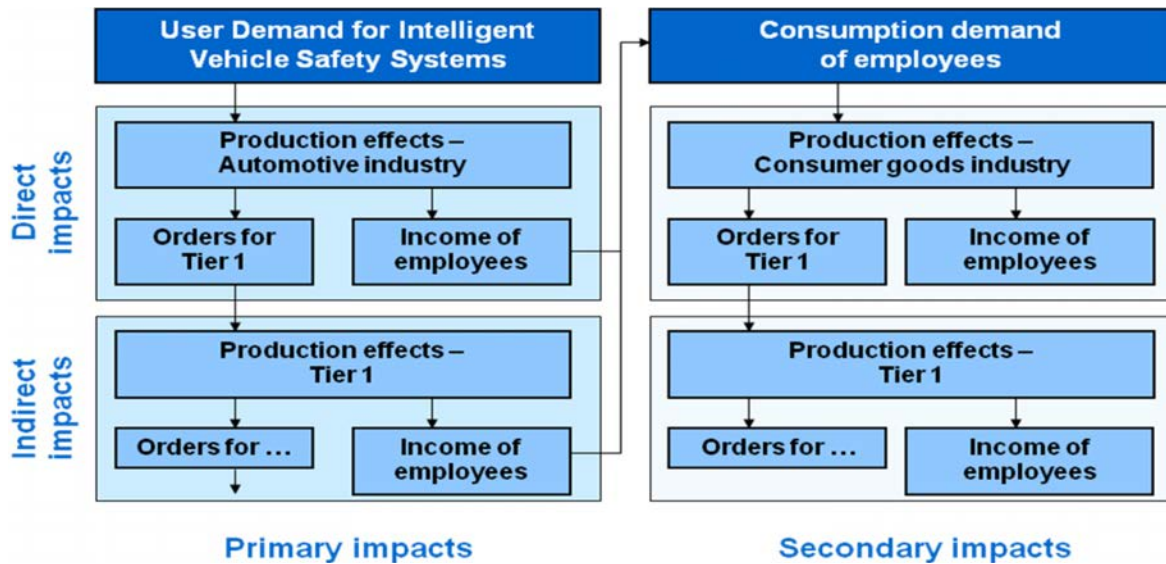 User Demand for Intelligent
Vehicle Safety Systems
Consumption demand
of employees
Direct
impacts
Production effects –
Automotive industry
Orders for
Tier 1
Income of
employees
Production effects –
Consumer goods industry
Orders for
Tier 1
Income of
employees
Indirect
impacts
Production effects –
Tier 1
Orders for ...
Income of
employees
Production effects –
Tier 1
Orders for ...
Income of
employees
Primary impacts
Secondary impacts